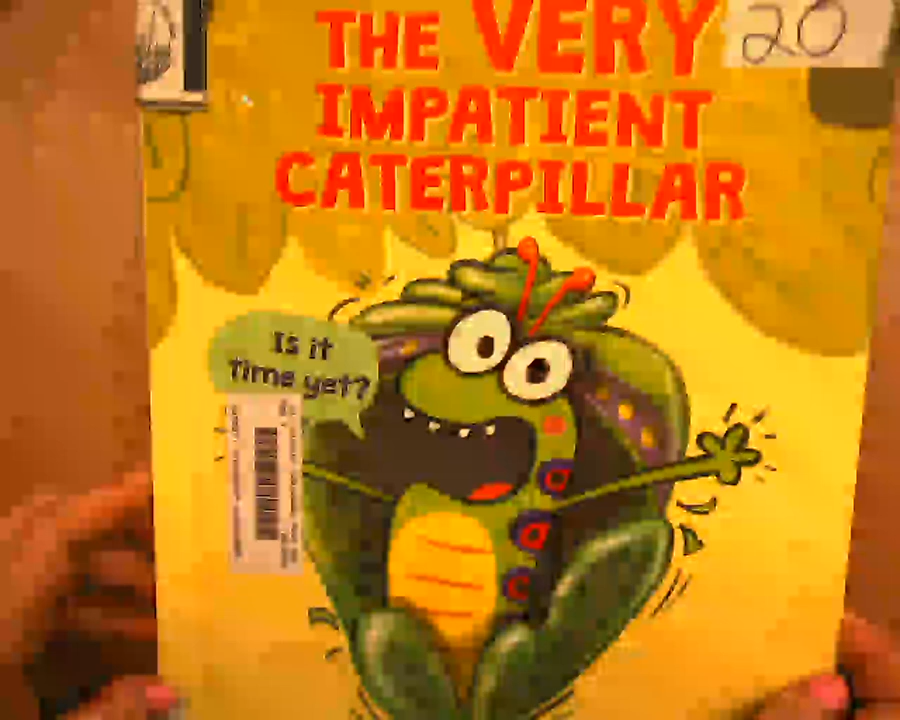 THE VERY
IMPATIENT
CATERPILLAR
20
Is it
time yet?